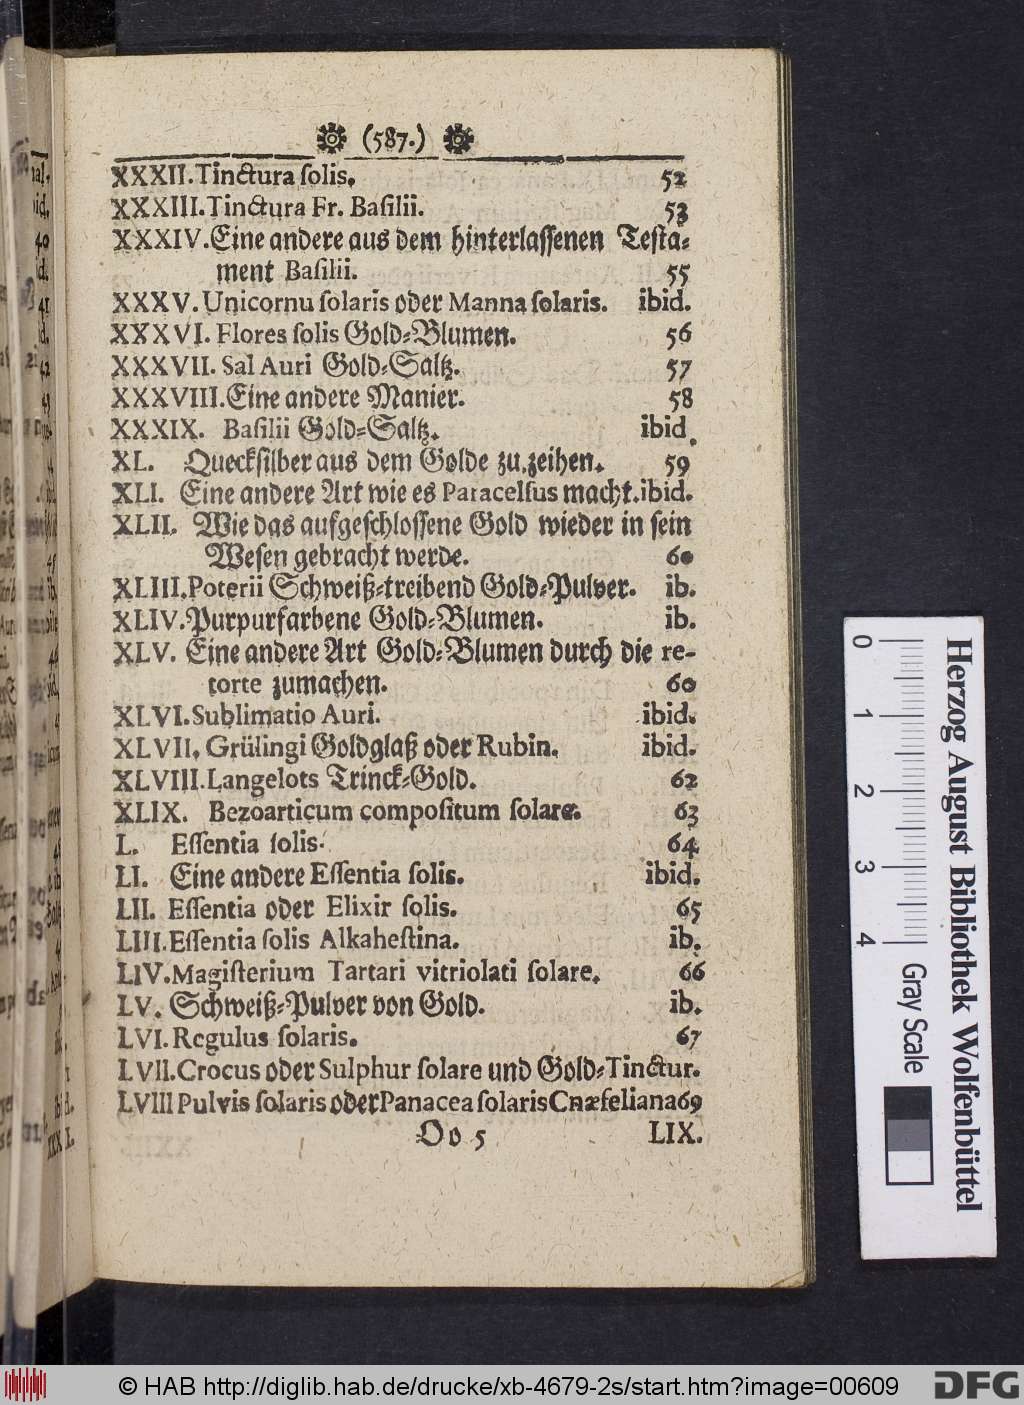 (587.)
XXXII. Tinctura solis. 52
XXXIII. Tinctura Fr. Basilii. 53
XXXIV. Eine andere aus dem hinterlassenen Testa-
ment Basilii. 55
XXXV. Unicornu solaris oder Manna solaris. ibid.
XXXVI. Flores solis Gold-Blumen. 56
XXXVII. Sal Auri Gold-Saltz. 57
XXXVIII. Eine andere Manier. 58
XXXIX. Basilii Gold-Saltz. ibid.
XL. Quecksilber aus dem Golde zu zeihen. 59
XLI. Eine andere Art wie es Paracelsus macht. ibid.
XLII. Wie das aufgeschlossene Gold wieder in sein
Wesen gebracht werde. 60
XLIII. Poterii Schweiß-treibend Gold-Pulver. ib.
XLIV. Purpurfarbene Gold-Blumen. ib.
XLV. Eine andere Art Gold-Blumen durch die re-
torte zumachen. 60
XLVI. Sublimatio Auri. ibid.
XLVII. Grülingi Goldglaß oder Rubin. ibid.
XLVIII. Langelots Trinck-Gold. 62
XLIX. Bezoarticum compositum solare. 63
L. Essentia solis. 64
LI. Eine andere Essentia solis. ibid.
LII. Essentia oder Elixir solis. 65
LIII. Essentia solis Alkahestina. ib.
LIV. Magisterium Tartari vitriolati solare. 66
LV. Schweiß-Pulver von Gold. ib.
LVI. Regulus solaris. 67
LVII. Crocus oder Sulphur solare und Gold-Tinctur.
LVIII Pulvis solaris oder Panacea solaris Cnæfeliana 69
Oo 5 LIX.
0 1 2 3 4 Gray Scale
Herzog August Bibliothek Wolfenbüttel
© HAB http://diglib.hab.de/drucke/xb-4679-2s/start.htm?image=00609 DFG